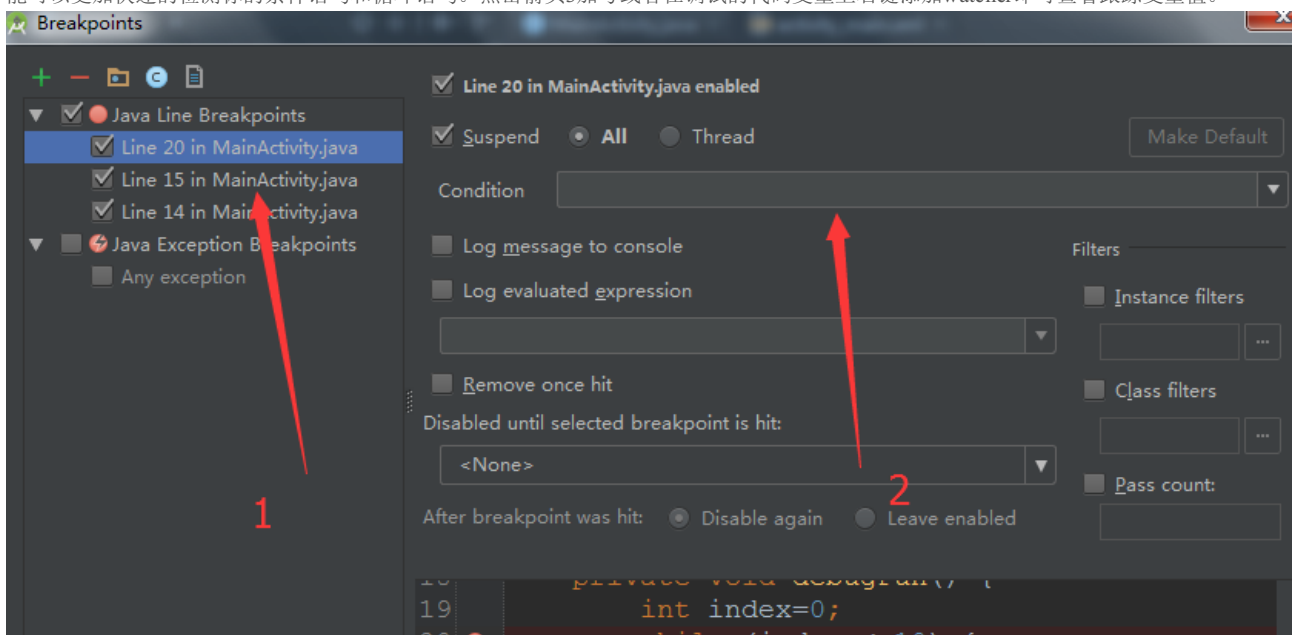 Breakpoints
Line 20 in MainActivity.java enabled
Java Line Breakpoints
Line 20 in MainActivity.java
Line 15 in MainActivity.java
Line 14 in MainActivity.java
Java Exception Breakpoints
Any exception
Suspend All Thread Make Default
Condition
Log message to console
Filters
Log evaluated expression
Instance filters
Remove once hit
Class filters
Disabled until selected breakpoint is hit:
<None>
Pass count:
After breakpoint was hit: Disable again Leave enabled
1
2
private void debugrun() {
19 int index=0;